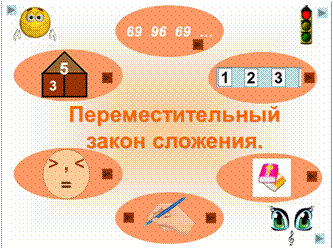 69 96 69 ...
5
3
1 2 3
Переместительный
закон сложения.
> , <
=